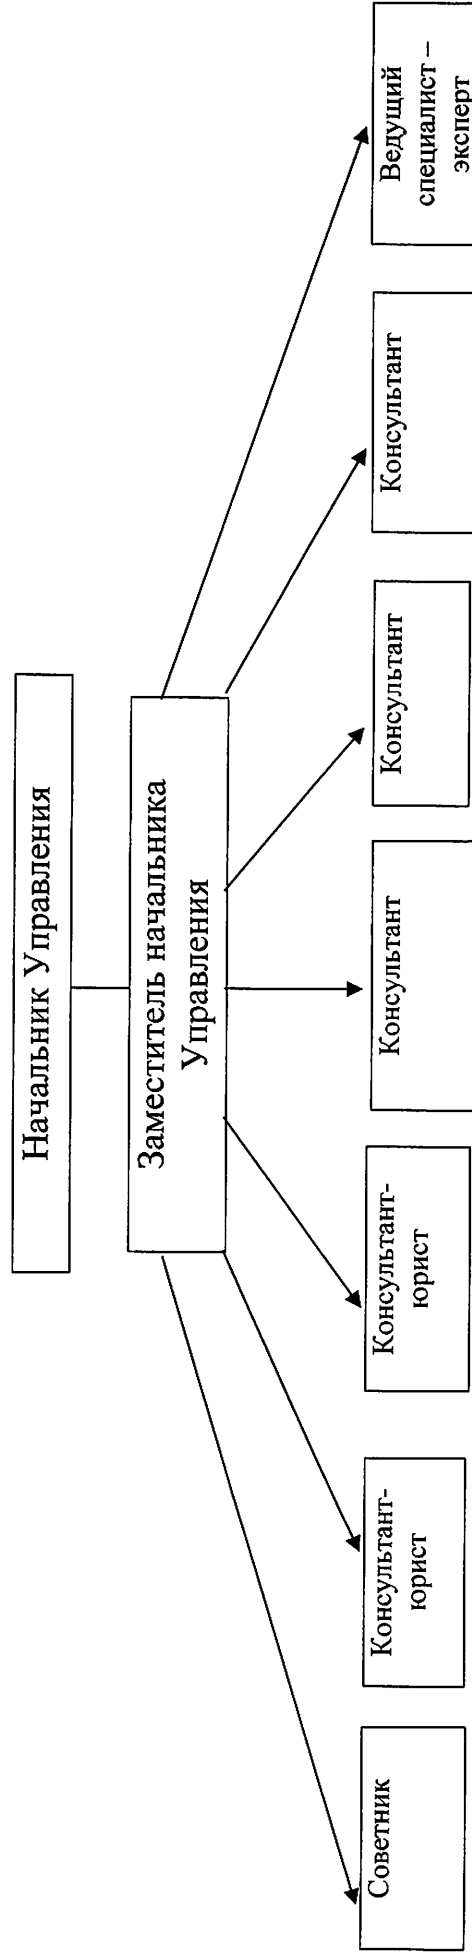 Начальник Управления
Заместитель начальника
Управления
Советник
Консультант-
юрист
Консультант-
юрист
Консультант
Консультант
Консультант
Ведущий
специалист –
эксперт